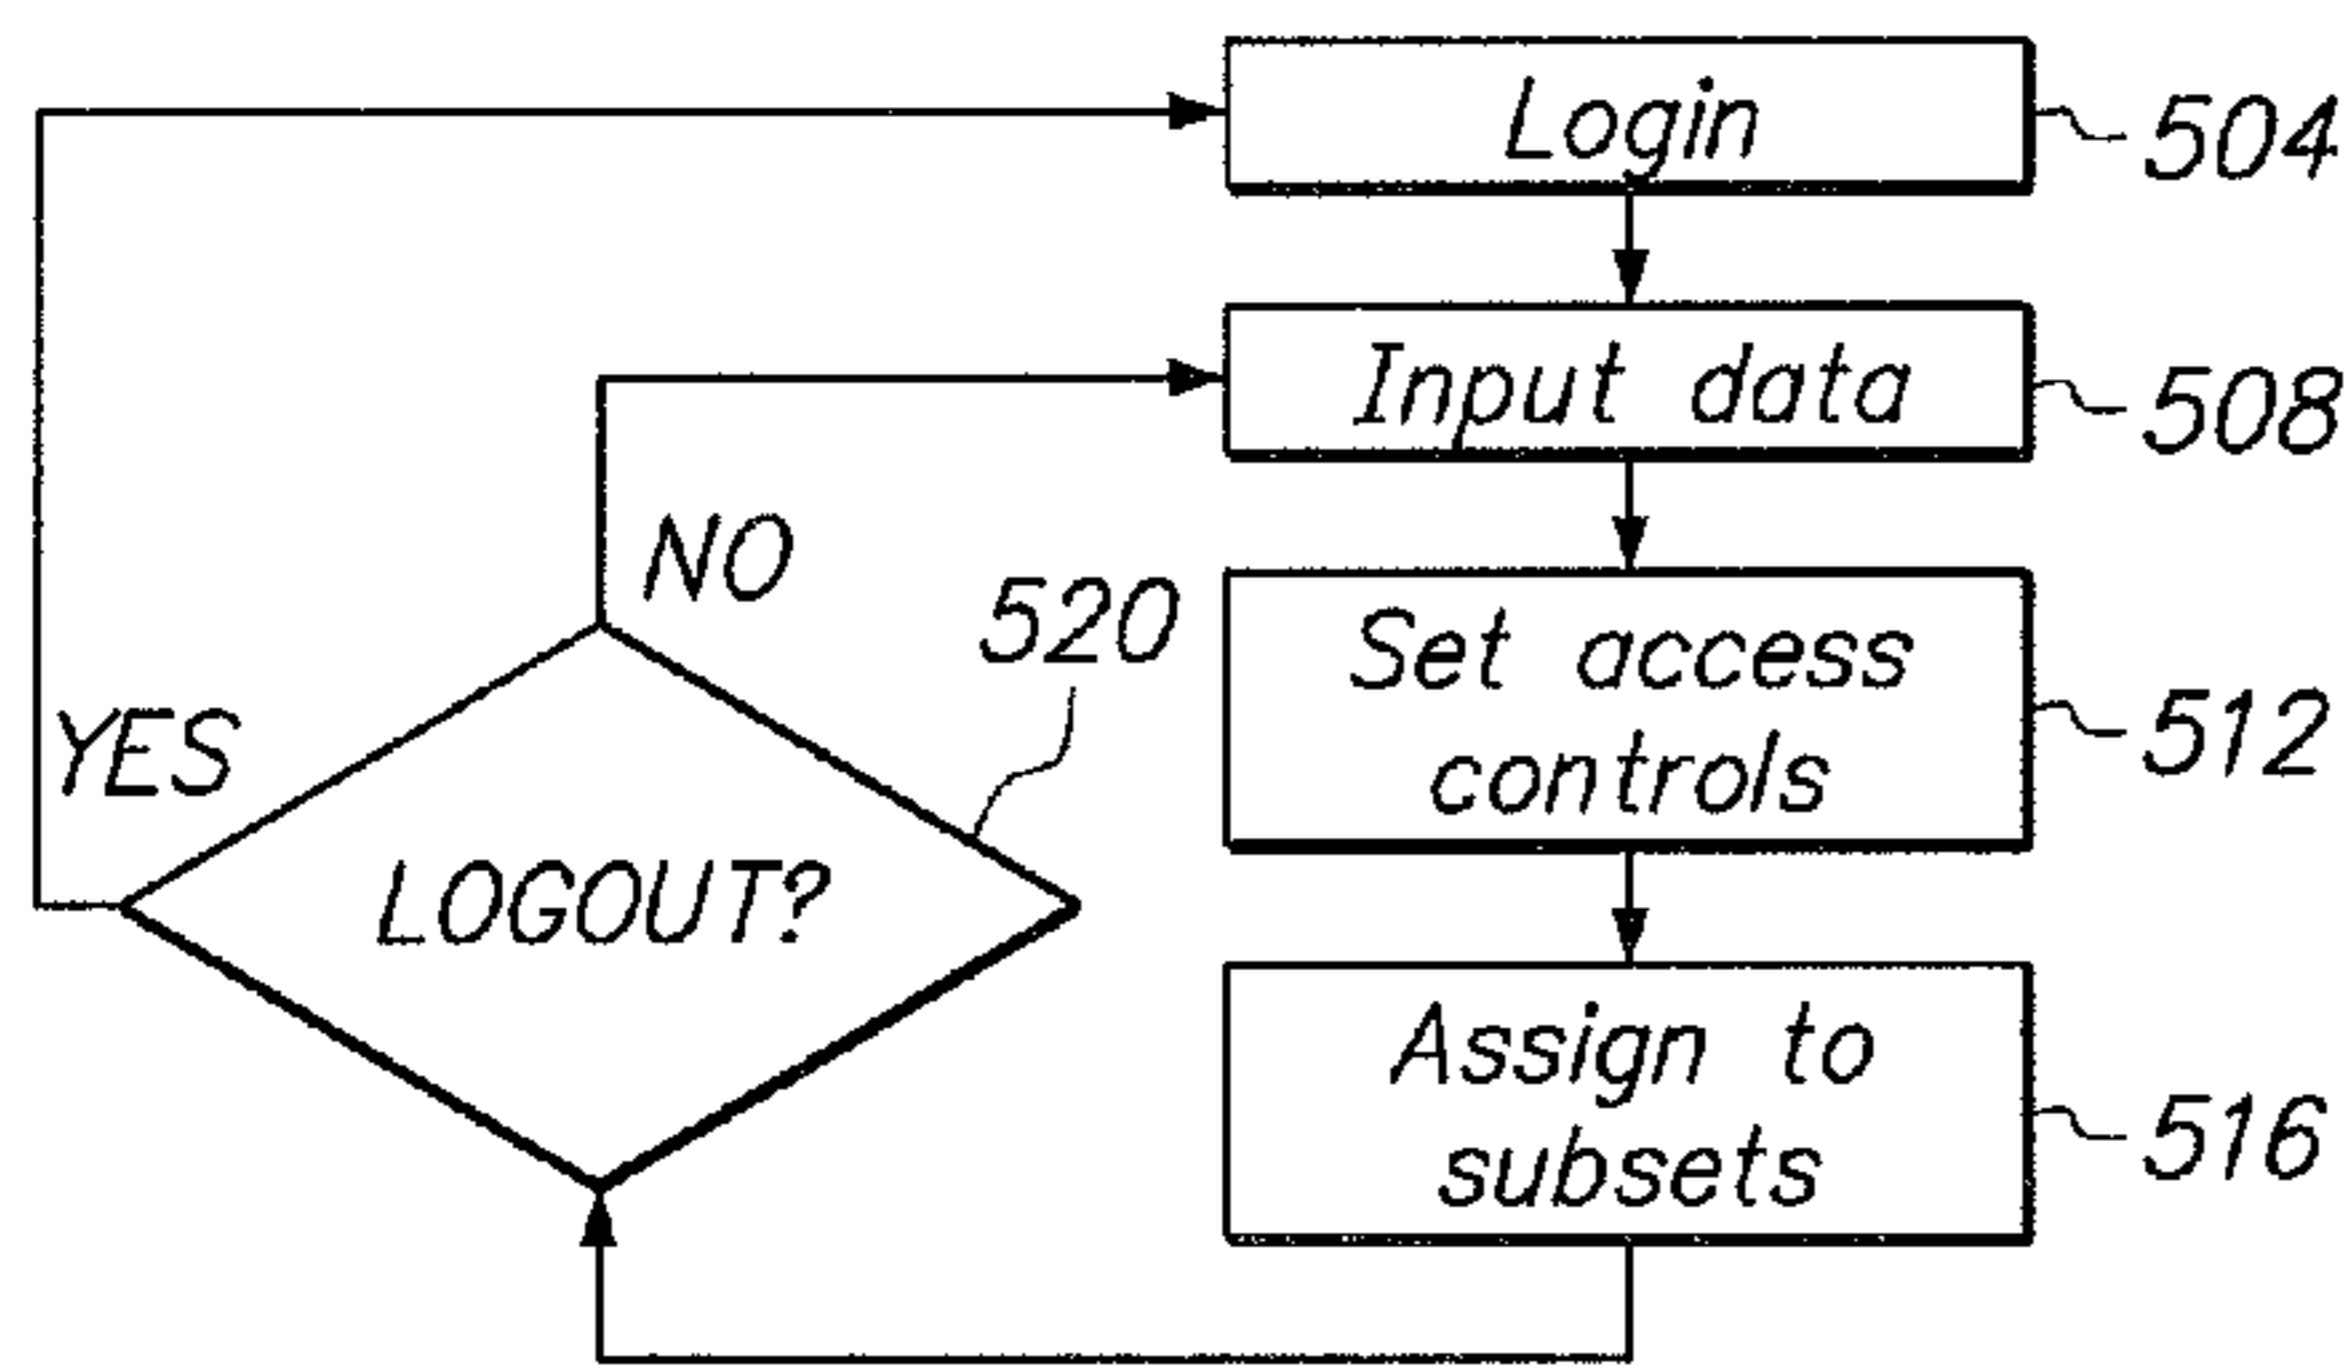 Login
504
Input data
508
NO
520
Set access
controls
512
YES
LOGOUT?
Assign to
subsets
516